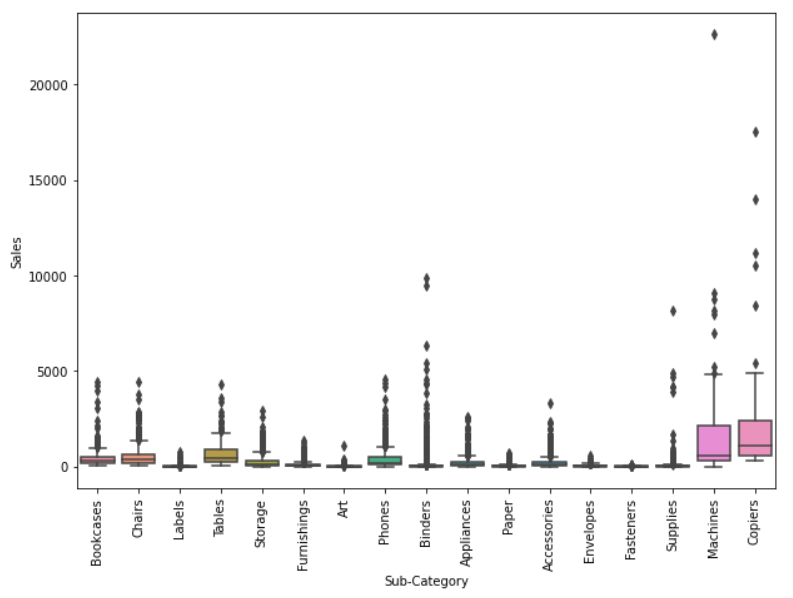 20000
15000
10000
5000
0
Sales
Bookcases
Chairs
Labels
Tables
Storage
Furnishings
Art
Phones
Binders
Appliances
Paper
Accessories
Envelopes
Fasteners
Supplies
Machines
Copiers
Sub-Category